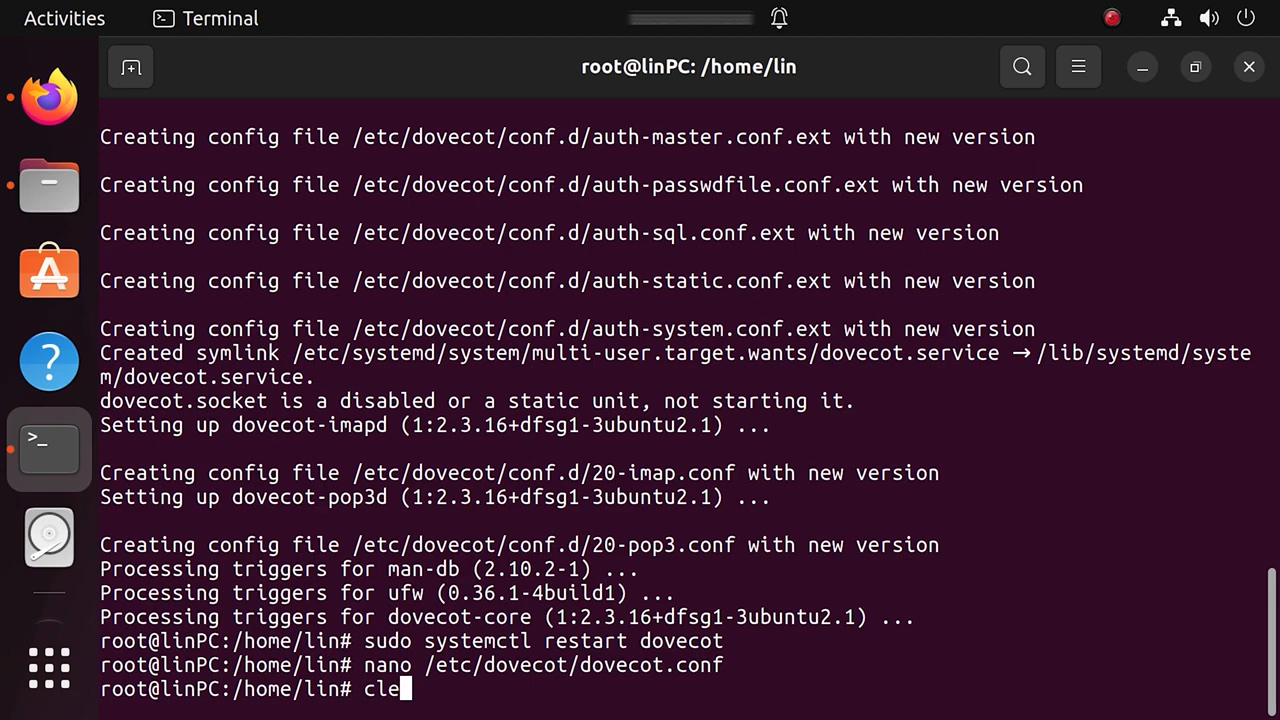 Activities
Terminal
root@linPC: /home/lin
Creating config file /etc/dovecot/conf.d/auth-master.conf.ext with new version
Creating config file /etc/dovecot/conf.d/auth-passwdfile.conf.ext with new version
Creating config file /etc/dovecot/conf.d/auth-sql.conf.ext with new version
Creating config file /etc/dovecot/conf.d/auth-static.conf.ext with new version
Creating config file /etc/dovecot/conf.d/auth-system.conf.ext with new version
Created symlink /etc/systemd/system/multi-user.target.wants/dovecot.service → /lib/systemd/syste
m/dovecot.service.
dovecot.socket is a disabled or a static unit, not starting it.
Setting up dovecot-imapd (1:2.3.16+dfsg1-3ubuntu2.1) ...
Creating config file /etc/dovecot/conf.d/20-imap.conf with new version
Setting up dovecot-pop3d (1:2.3.16+dfsg1-3ubuntu2.1) ...
Creating config file /etc/dovecot/conf.d/20-pop3.conf with new version
Processing triggers for man-db (2.10.2-1) ...
Processing triggers for ufw (0.36.1-4build1) ...
Processing triggers for dovecot-core (1:2.3.16+dfsg1-3ubuntu2.1) ...
root@linPC:/home/lin# sudo systemctl restart dovecot
root@linPC:/home/lin# nano /etc/dovecot/dovecot.conf
root@linPC:/home/lin# cle